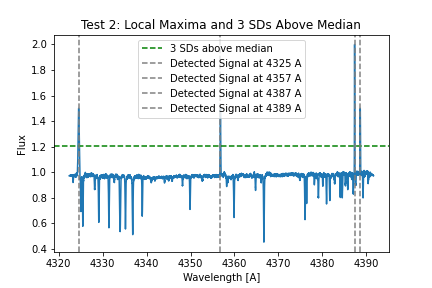 Test 2: Local Maxima and 3 SDs Above Median
3 SDs above median
Detected Signal at 4325 A
Detected Signal at 4357 A
Detected Signal at 4387 A
Detected Signal at 4389 A
Flux
2.0
1.8
1.6
1.4
1.2
1.0
0.8
0.6
0.4
4320 4330 4340 4350 4360 4370 4380 4390
Wavelength [A]